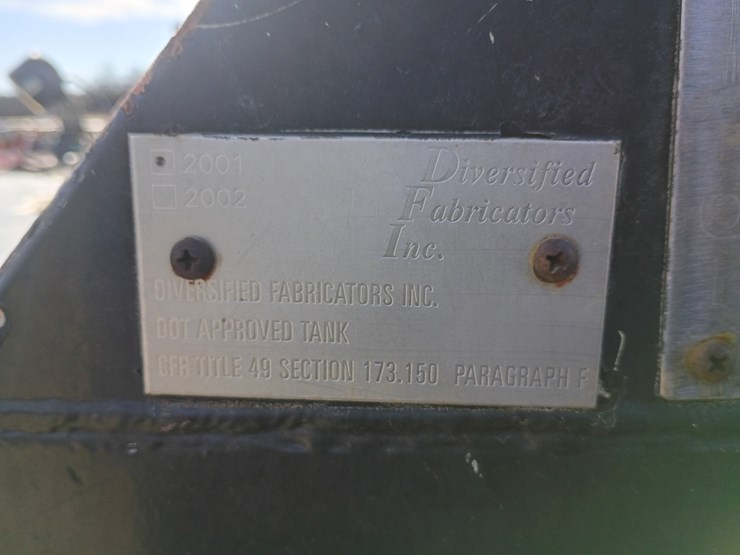 2001
2002
Diversified
Fabricators
Inc.
DIVERSIFIED FABRICATORS INC.
DOT APPROVED TANK
CFR TITLE 49 SECTION 173.150 PARAGRAPH F